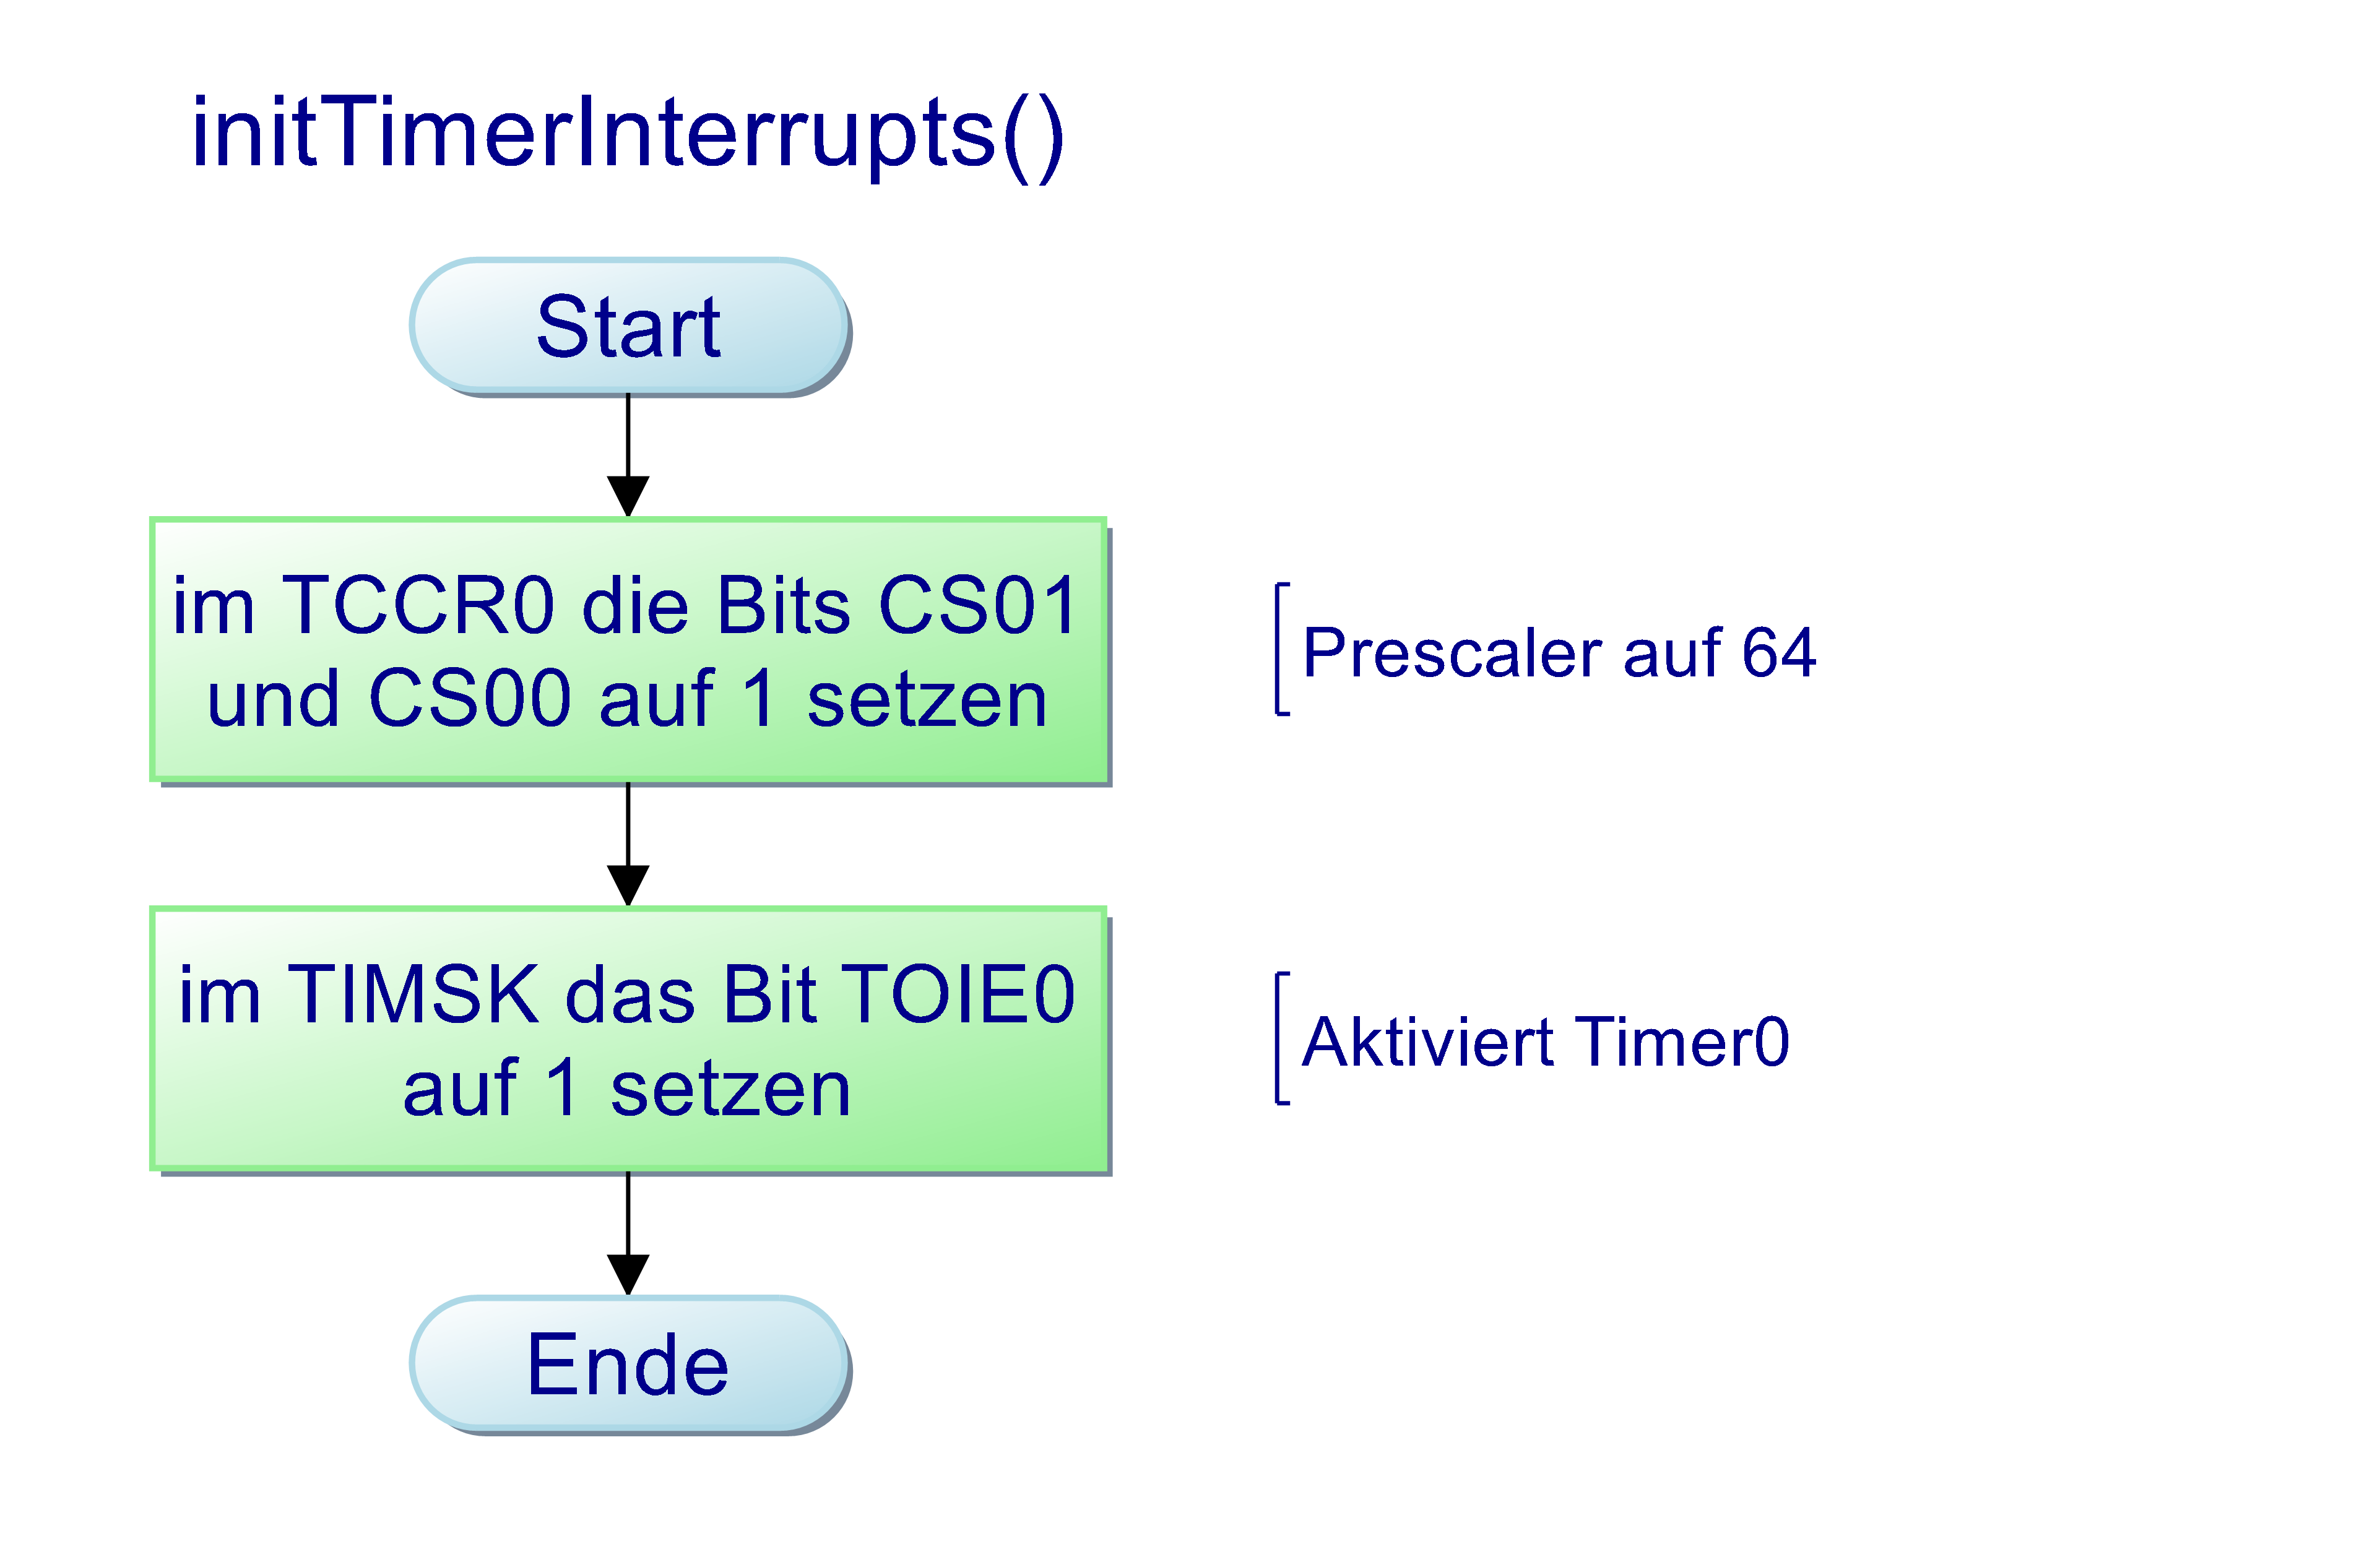 initTimerInterrupts()
Start
im TCCR0 die Bits CS01
und CS00 auf 1 setzen
Prescaler auf 64
im TIMSK das Bit TOIE0
auf 1 setzen
Aktiviert Timer0
Ende